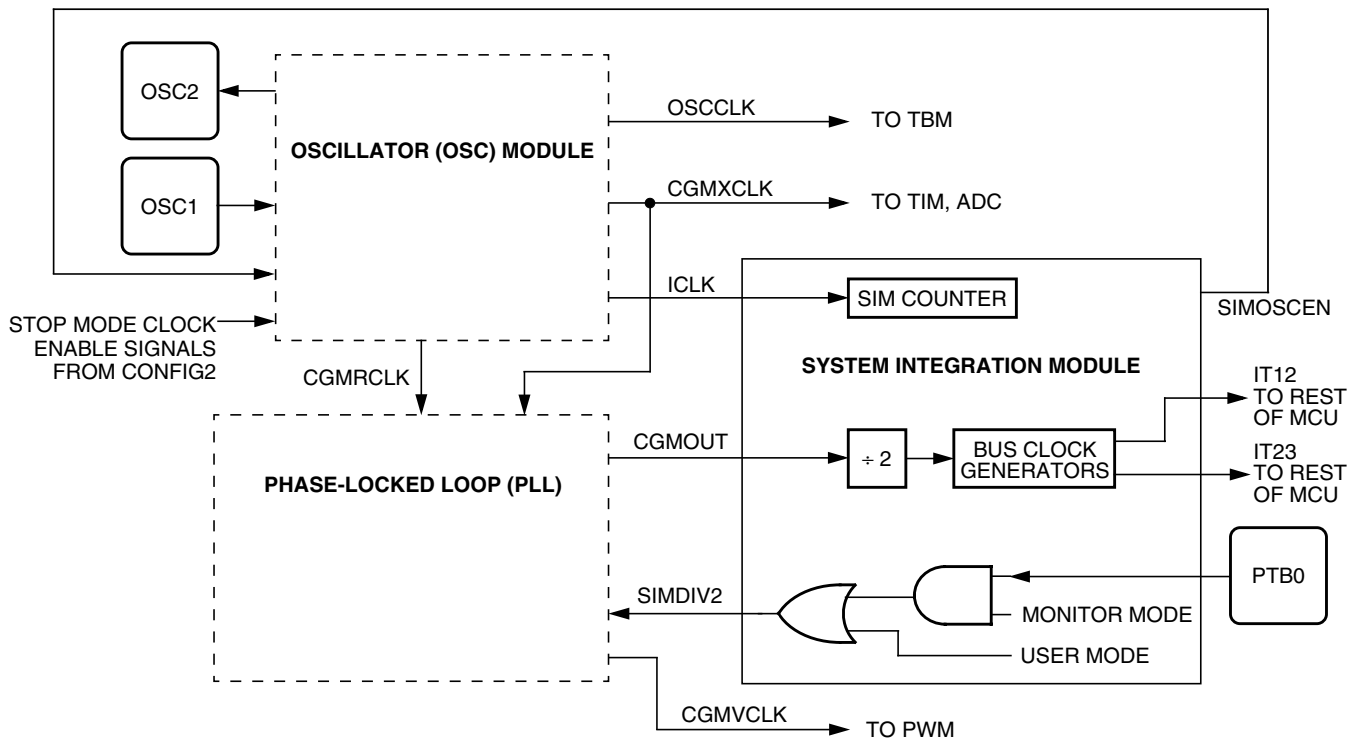 OSC2
OSCCLK
TO TBM
OSCILLATOR (OSC) MODULE
OSC1
CGMXCLK
TO TIM, ADC
ICLK
SIM COUNTER
SIMOSCEN
STOP MODE CLOCK
ENABLE SIGNALS
FROM CONFIG2
SYSTEM INTEGRATION MODULE
CGMRCLK
IT12
TO REST
OF MCU
CGMOUT
÷ 2
BUS CLOCK
GENERATORS
IT23
TO REST
OF MCU
PHASE-LOCKED LOOP (PLL)
PTB0
SIMDIV2
MONITOR MODE
USER MODE
CGMVCLK
TO PWM